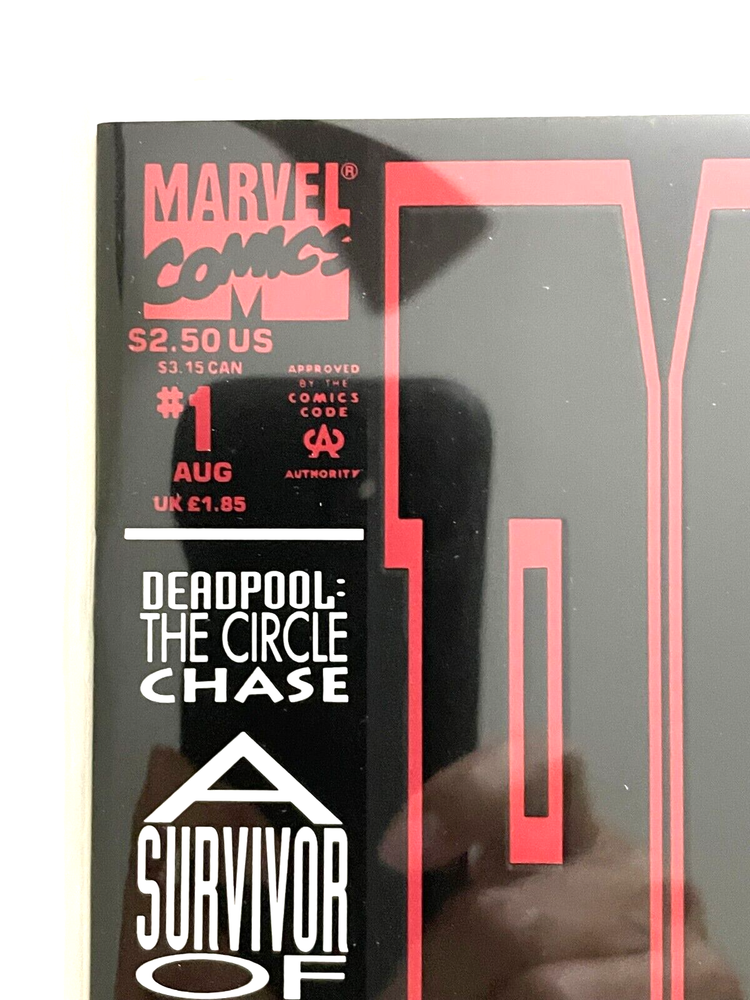 MARVEL®
COMICS
M
$2.50 US
$3.15 CAN
#1
AUG
UK £1.85
APPROVED
BY THE
COMICS
CODE
CA
AUTHORITY
DEADPOOL:
THE CIRCLE
CHASE
A
SURVIVOR
OF
D